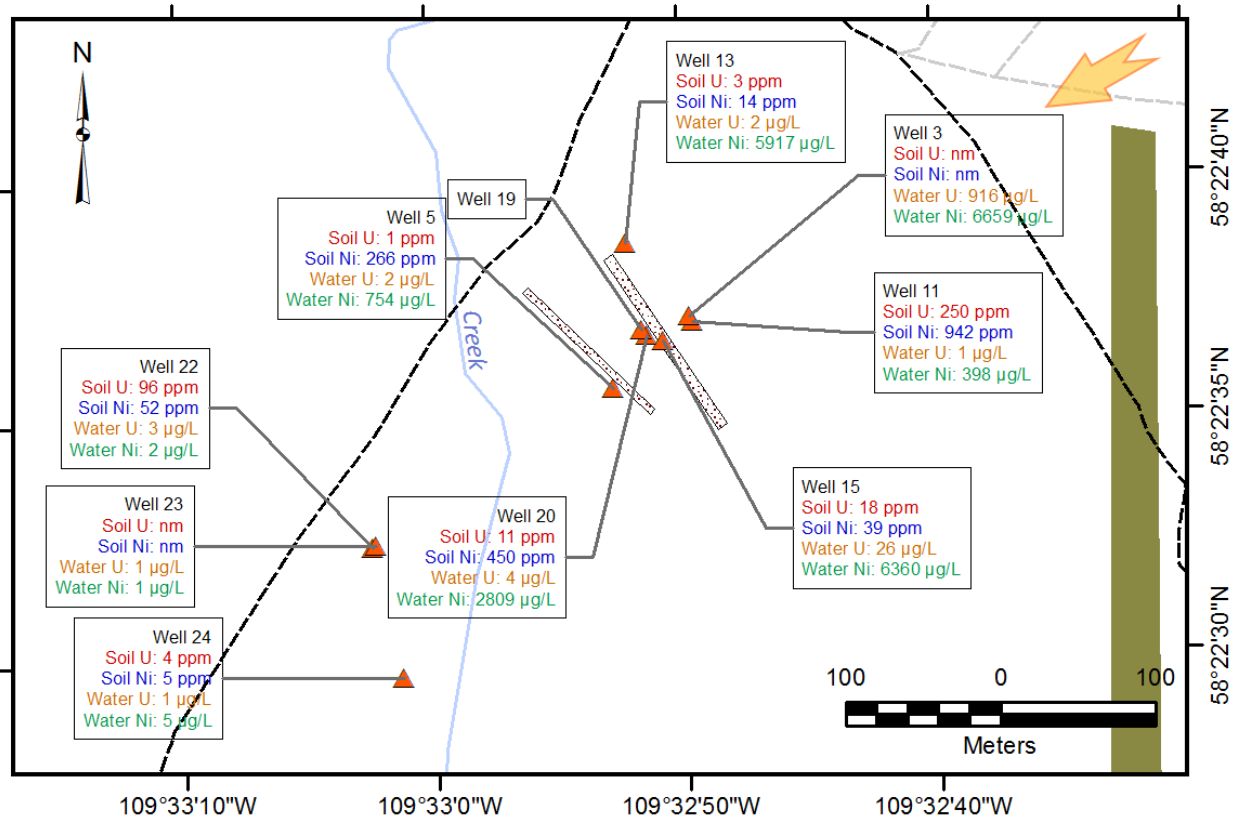 N
Well 13
Soil U: 3 ppm
Soil Ni: 14 ppm
Water U: 2 µg/L
Water Ni: 5917 µg/L
Well 3
Soil U: nm
Soil Ni: nm
Water U: 916 µg/L
Water Ni: 6659 µg/L
Well 19
Well 5
Soil U: 1 ppm
Soil Ni: 266 ppm
Water U: 2 µg/L
Water Ni: 754 µg/L
Well 11
Soil U: 250 ppm
Soil Ni: 942 ppm
Water U: 1 µg/L
Water Ni: 398 µg/L
Creek
Well 22
Soil U: 96 ppm
Soil Ni: 52 ppm
Water U: 3 µg/L
Water Ni: 2 µg/L
Well 15
Soil U: 18 ppm
Soil Ni: 39 ppm
Water U: 26 µg/L
Water Ni: 6360 µg/L
Well 23
Soil U: nm
Soil Ni: nm
Water U: 1 µg/L
Water Ni: 1 µg/L
Well 20
Soil U: 11 ppm
Soil Ni: 450 ppm
Water U: 4 µg/L
Water Ni: 2809 µg/L
Well 24
Soil U: 4 ppm
Soil Ni: 5 ppm
Water U: 1 µg/L
Water Ni: 5 µg/L
100 0 100
Meters
58°22'40"N
58°22'35"N
58°22'30"N
109°33'10"W 109°33'0"W 109°32'50"W 109°32'40"W